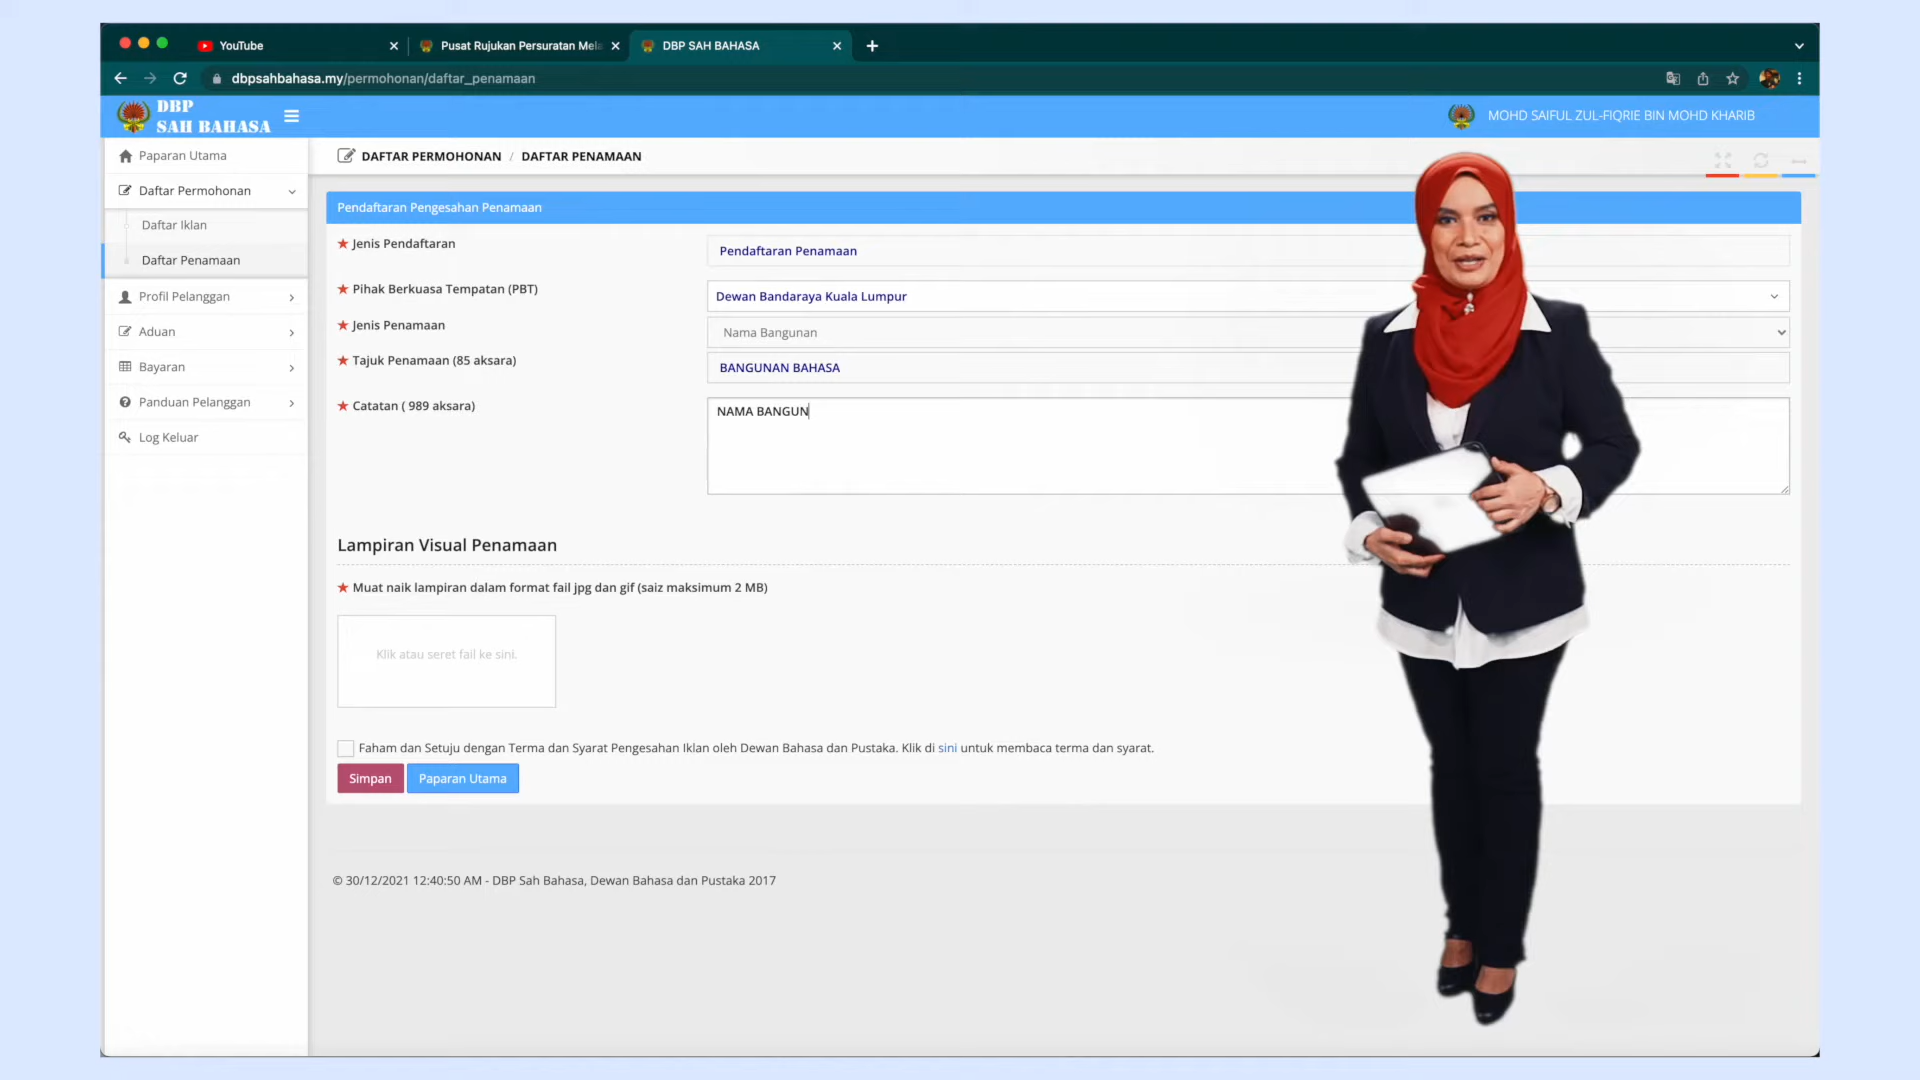 YouTube
Pusat Rujukan Persuratan Mela
DBP SAH BAHASA
dbpsahbahasa.my/permohonan/daftar_penamaan
DBP
SAH BAHASA
MOHD SAIFUL ZUL-FIQRIE BIN MOHD KHARIB
Paparan Utama
Daftar Permohonan
Daftar Iklan
Daftar Penamaan
Profil Pelanggan
Aduan
Bayaran
Panduan Pelanggan
Log Keluar
DAFTAR PERMOHONAN / DAFTAR PENAMAAN
Pendaftaran Pengesahan Penamaan
Jenis Pendaftaran
Pendaftaran Penamaan
Pihak Berkuasa Tempatan (PBT)
Dewan Bandaraya Kuala Lumpur
Jenis Penamaan
Nama Bangunan
Tajuk Penamaan (85 aksara)
BANGUNAN BAHASA
Catatan ( 989 aksara)
NAMA BANGUN
Lampiran Visual Penamaan
Muat naik lampiran dalam format fail jpg dan gif (saiz maksimum 2 MB)
Klik atau seret fail ke sini.
Faham dan Setuju dengan Terma dan Syarat Pengesahan Iklan oleh Dewan Bahasa dan Pustaka. Klik di sini untuk membaca terma dan syarat.
Simpan
Paparan Utama
© 30/12/2021 12:40:50 AM - DBP Sah Bahasa, Dewan Bahasa dan Pustaka 2017